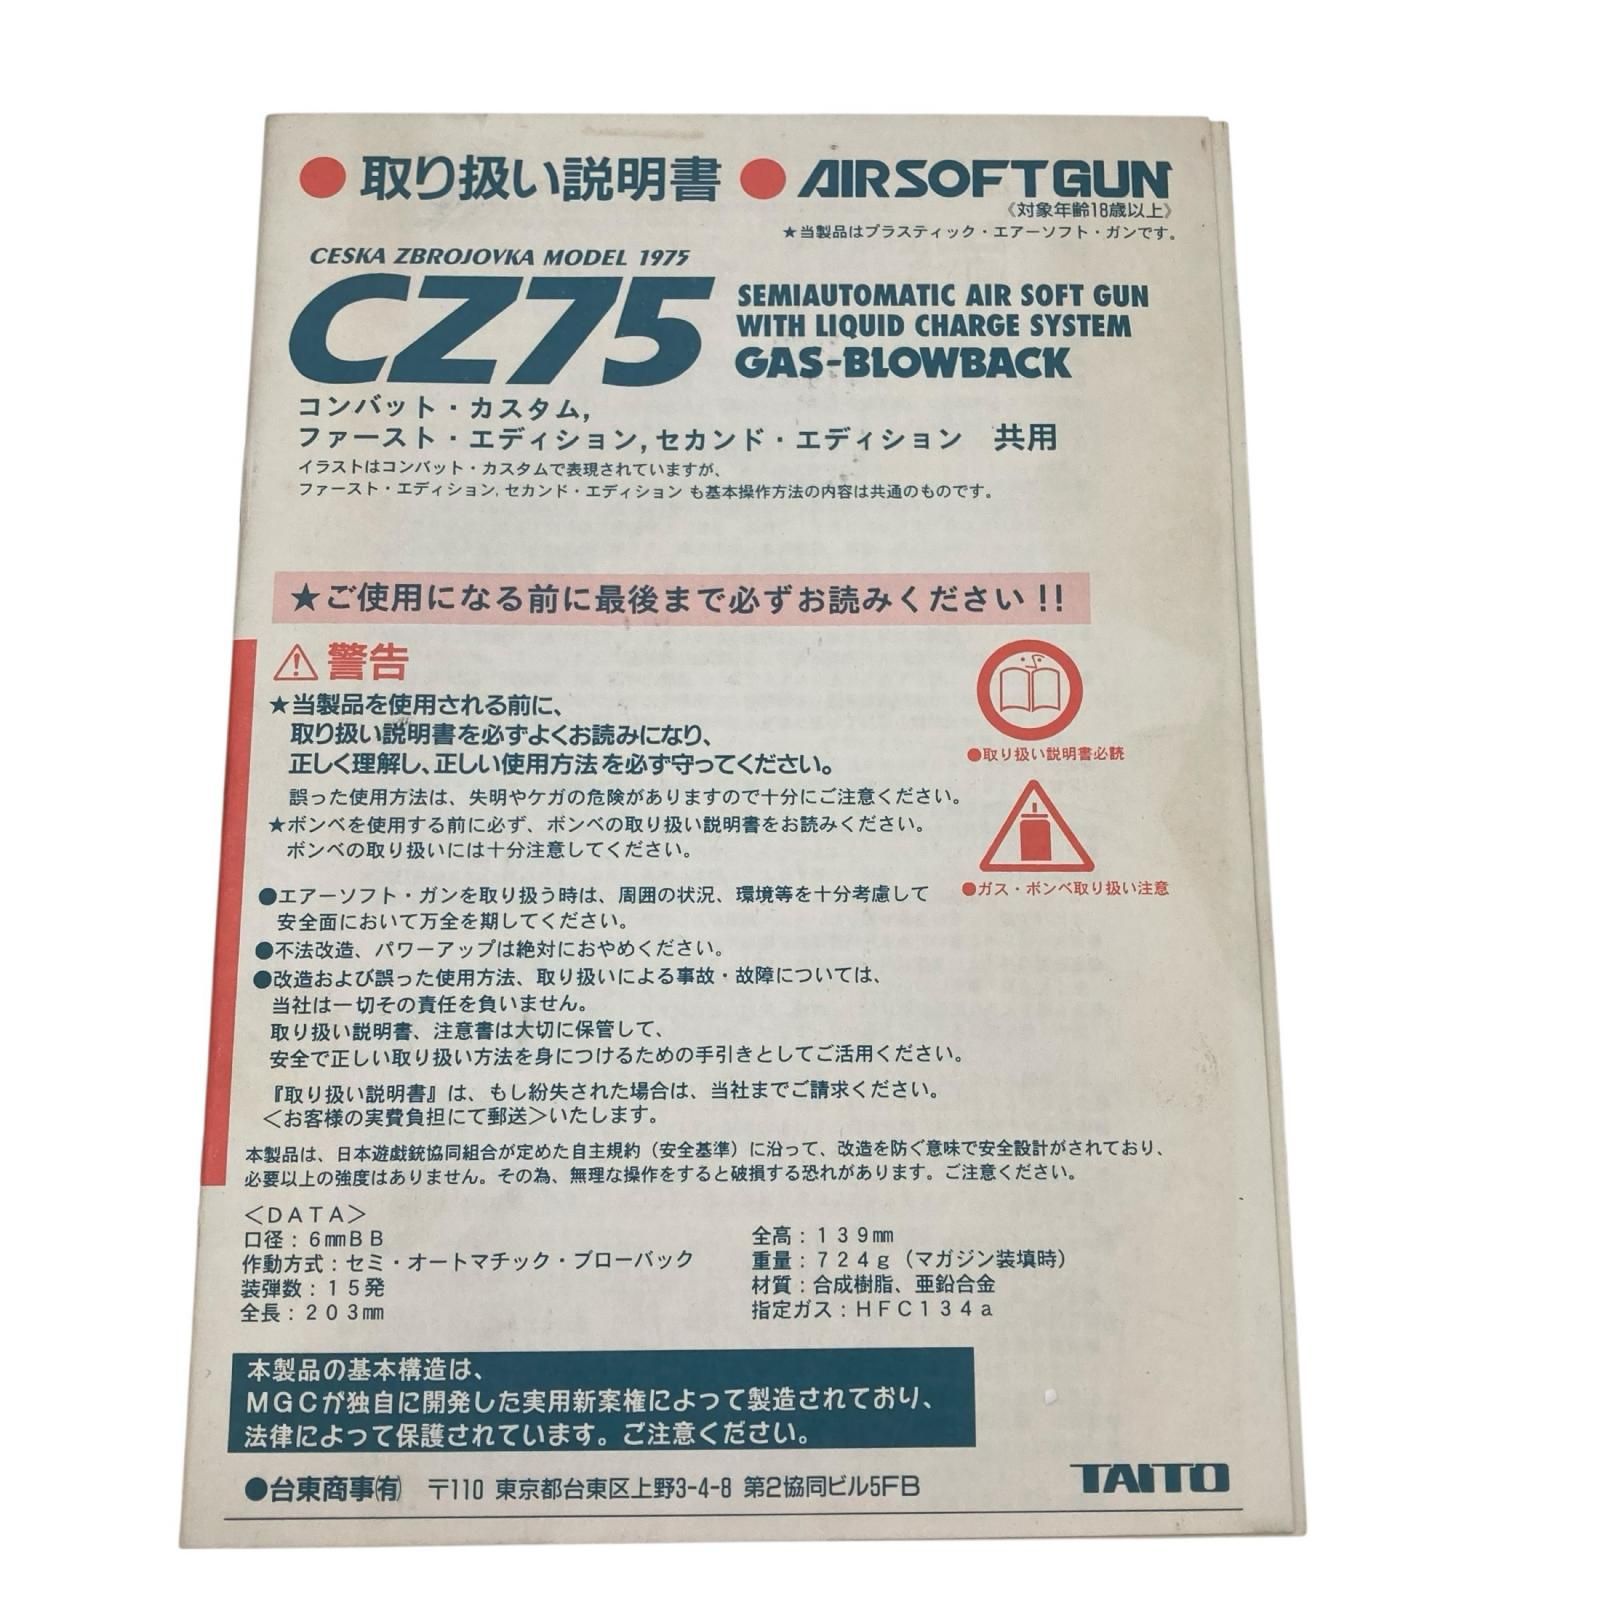 ●取り扱い説明書●AIRSOFTGUN
《対象年齢18歳以上》
★当製品はプラスティック・エアーソフト・ガンです。
CESKA ZBROJOVKA MODEL 1975
CZ75
SEMIAUTOMATIC AIR SOFT GUN
WITH LIQUID CHARGE SYSTEM
GAS-BLOWBACK
コンバット・カスタム,
ファースト・エディション,セカンド・エディション 共用
イラストはコンバット・カスタムで表現されていますが、
ファースト・エディション,セカンド・エディション も基本操作方法の内容は共通のものです。
★ご使用になる前に最後まで必ずお読みください!!
⚠警告
★当製品を使用される前に、
取り扱い説明書を必ずよくお読みになり、
正しく理解し、正しい使用方法を必ず守ってください。
誤った使用方法は、失明やケガの危険がありますので十分にご注意ください。
★ボンベを使用する前に必ず、ボンベの取り扱い説明書をお読みください。
ボンベの取り扱いには十分注意してください。
●取り扱い説明書必読
●ガス・ボンベ取り扱い注意
●エアーソフト・ガンを取り扱う時は、周囲の状況、環境等を十分考慮して
安全面において万全を期してください。
●不法改造、パワーアップは絶対におやめください。
●改造および誤った使用方法、取り扱いによる事故・故障については、
当社は一切その責任を負いません。
取り扱い説明書、注意書は大切に保管して、
安全で正しい取り扱い方法を身につけるための手引きとしてご活用ください。
『取り扱い説明書』は、もし紛失された場合は、当社までご請求ください。
＜お客様の実費負担にて郵送＞いたします。
本製品は、日本遊戯銃協同組合が定めた自主規約（安全基準）に沿って、改造を防ぐ意味で安全設計がされており、
必要以上の強度はありません。その為、無理な操作をすると破損する恐れがあります。ご注意ください。
＜DATA＞
口径：6mmBB
作動方式：セミ・オートマチック・ブローバック
装弾数：15発
全長：203mm
全高：139mm
重量：724g（マガジン装填時）
材質：合成樹脂、亜鉛合金
指定ガス：HFC134a
本製品の基本構造は、
MGCが独自に開発した実用新案権によって製造されており、
法律によって保護されています。ご注意ください。
TAITO
●台東商事㈲ 〒110 東京都台東区上野3-4-8 第2協同ビル5FB